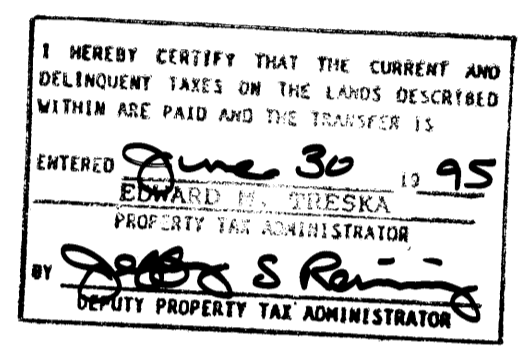 I HEREBY CERTIFY THAT THE CURRENT AND
DELINQUENT TAXES ON THE LANDS DESCRIBED
WITHIN ARE PAID AND THE TRANSFER IS
ENTERED June 30 19 95
EDWARD M. TRESKA
PROPERTY TAX ADMINISTRATOR
BY Jeffrey S
DEPUTY PROPERTY TAX ADMINISTRATOR